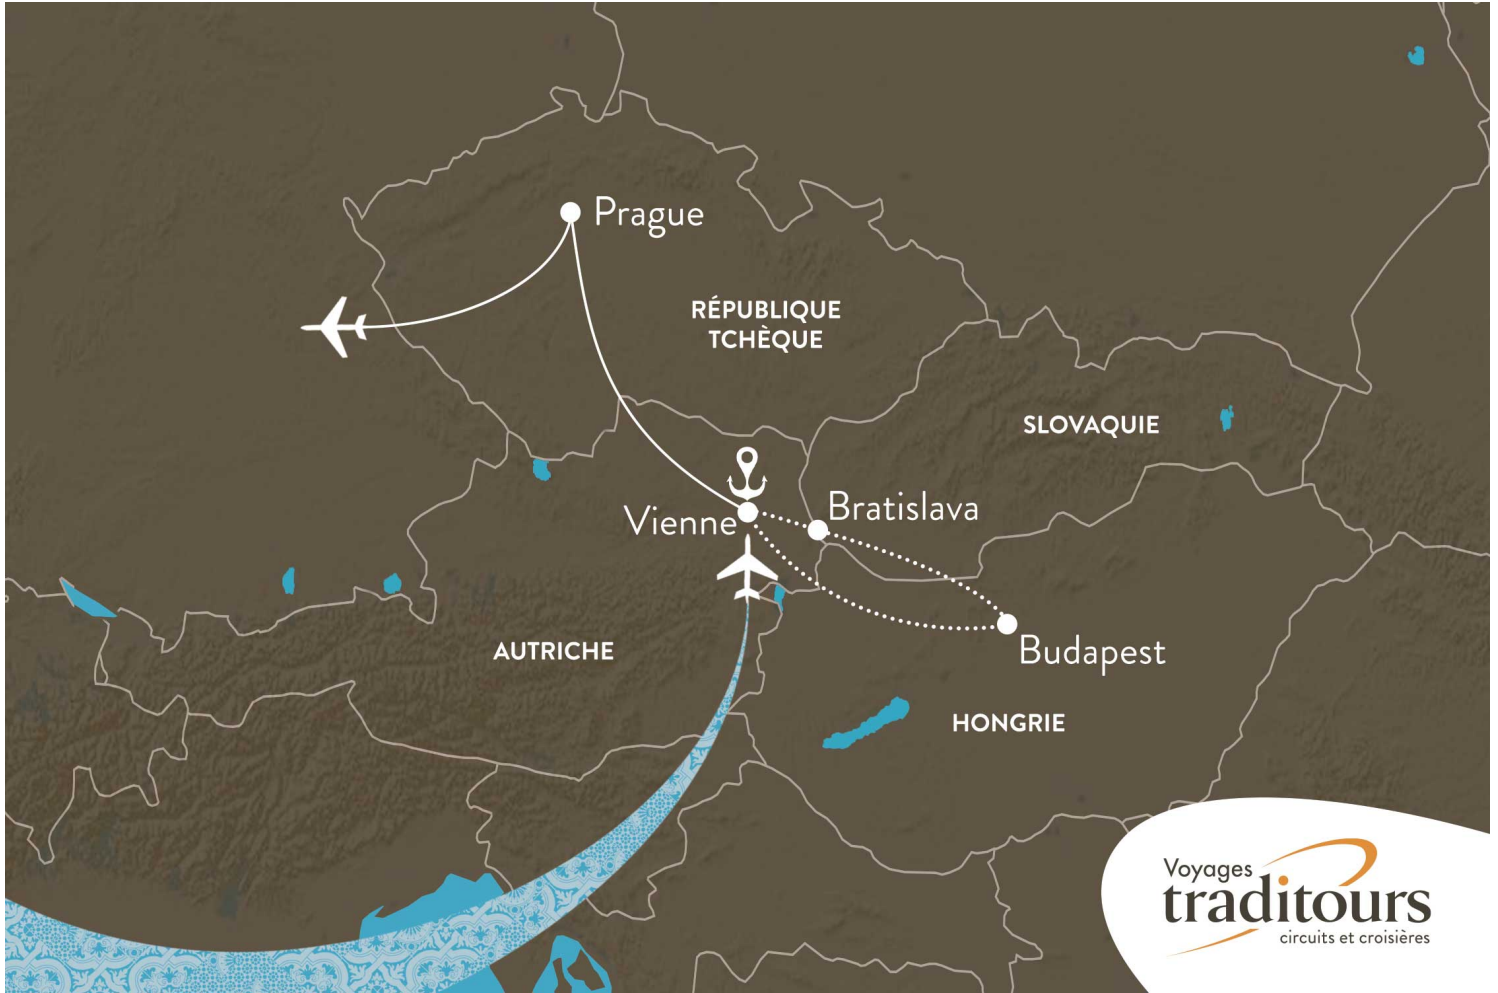 Prague
RÉPUBLIQUE
TCHÈQUE
SLOVAQUIE
Bratislava
Vienne
AUTRICHE
Budapest
HONGRIE
Voyages
traditours
circuits et croisières